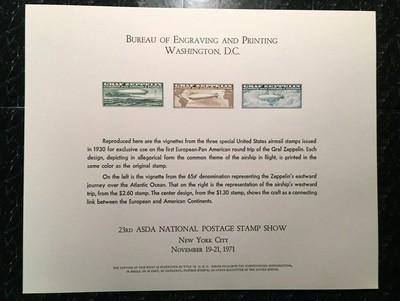 BUREAU OF ENGRAVING AND PRINTING
WASHINGTON, D.C.
GRAF ZEPPELIN GRAF ZEPPELIN GRAF ZEPPELIN
Reproduced here are the vignettes from the three special United States airmail stamps issued
in 1930 for exclusive use on the first European-Pan American round trip of the Graf Zeppelin. Each
design, depicting in allegorical form the common theme of the airship in flight, is printed in the
same color as the original stamp.
On the left is the vignette from the 65¢ denomination representing the Zeppelin's eastward
journey over the Atlantic Ocean. That on the right is the representation of the airship's westward
trip, from the $2.60 stamp. The center design, from the $1.30 stamp, shows the craft as a connecting
link between the European and American Continents.
23RD ASDA NATIONAL POSTAGE STAMP SHOW
NEW YORK CITY
NOVEMBER 19-21, 1971